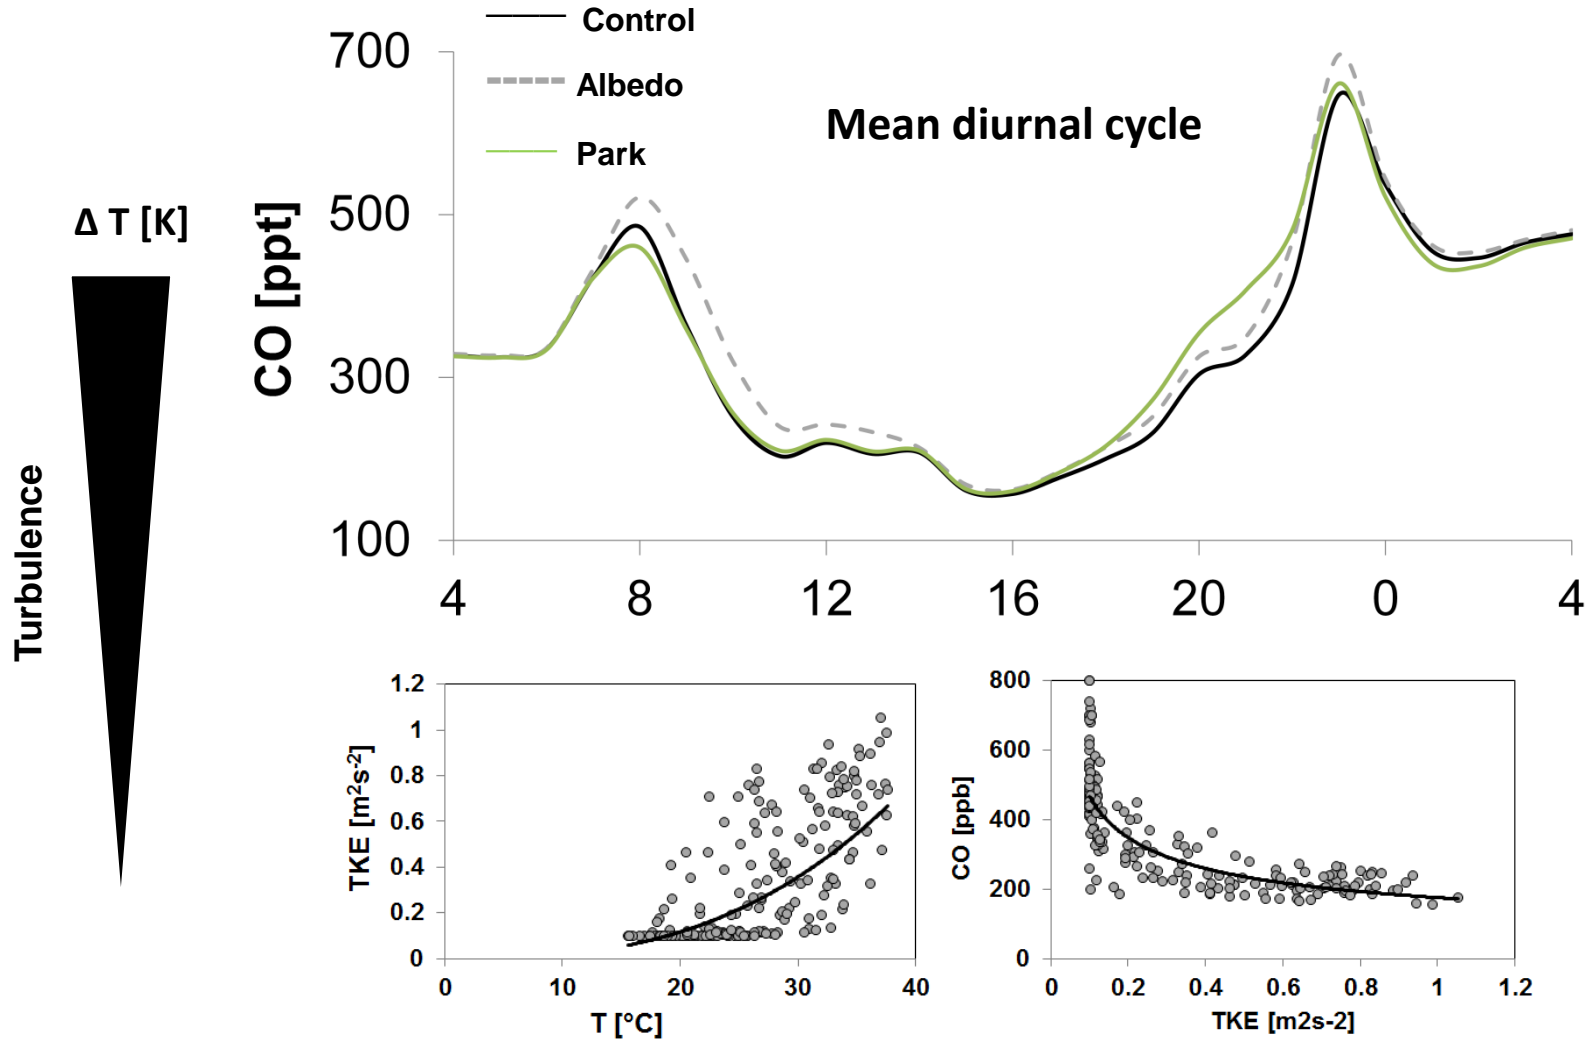 Control
Albedo
Park
Mean diurnal cycle
Δ T [K]
Turbulence
CO [ppt]
700
500
300
100
4 8 12 16 20 0 4
TKE [m2s-2]
1.2
1
0.8
0.6
0.4
0.2
0
0 10 20 30 40
T [°C]
CO [ppb]
800
600
400
200
0
0 0.2 0.4 0.6 0.8 1 1.2
TKE [m2s-2]